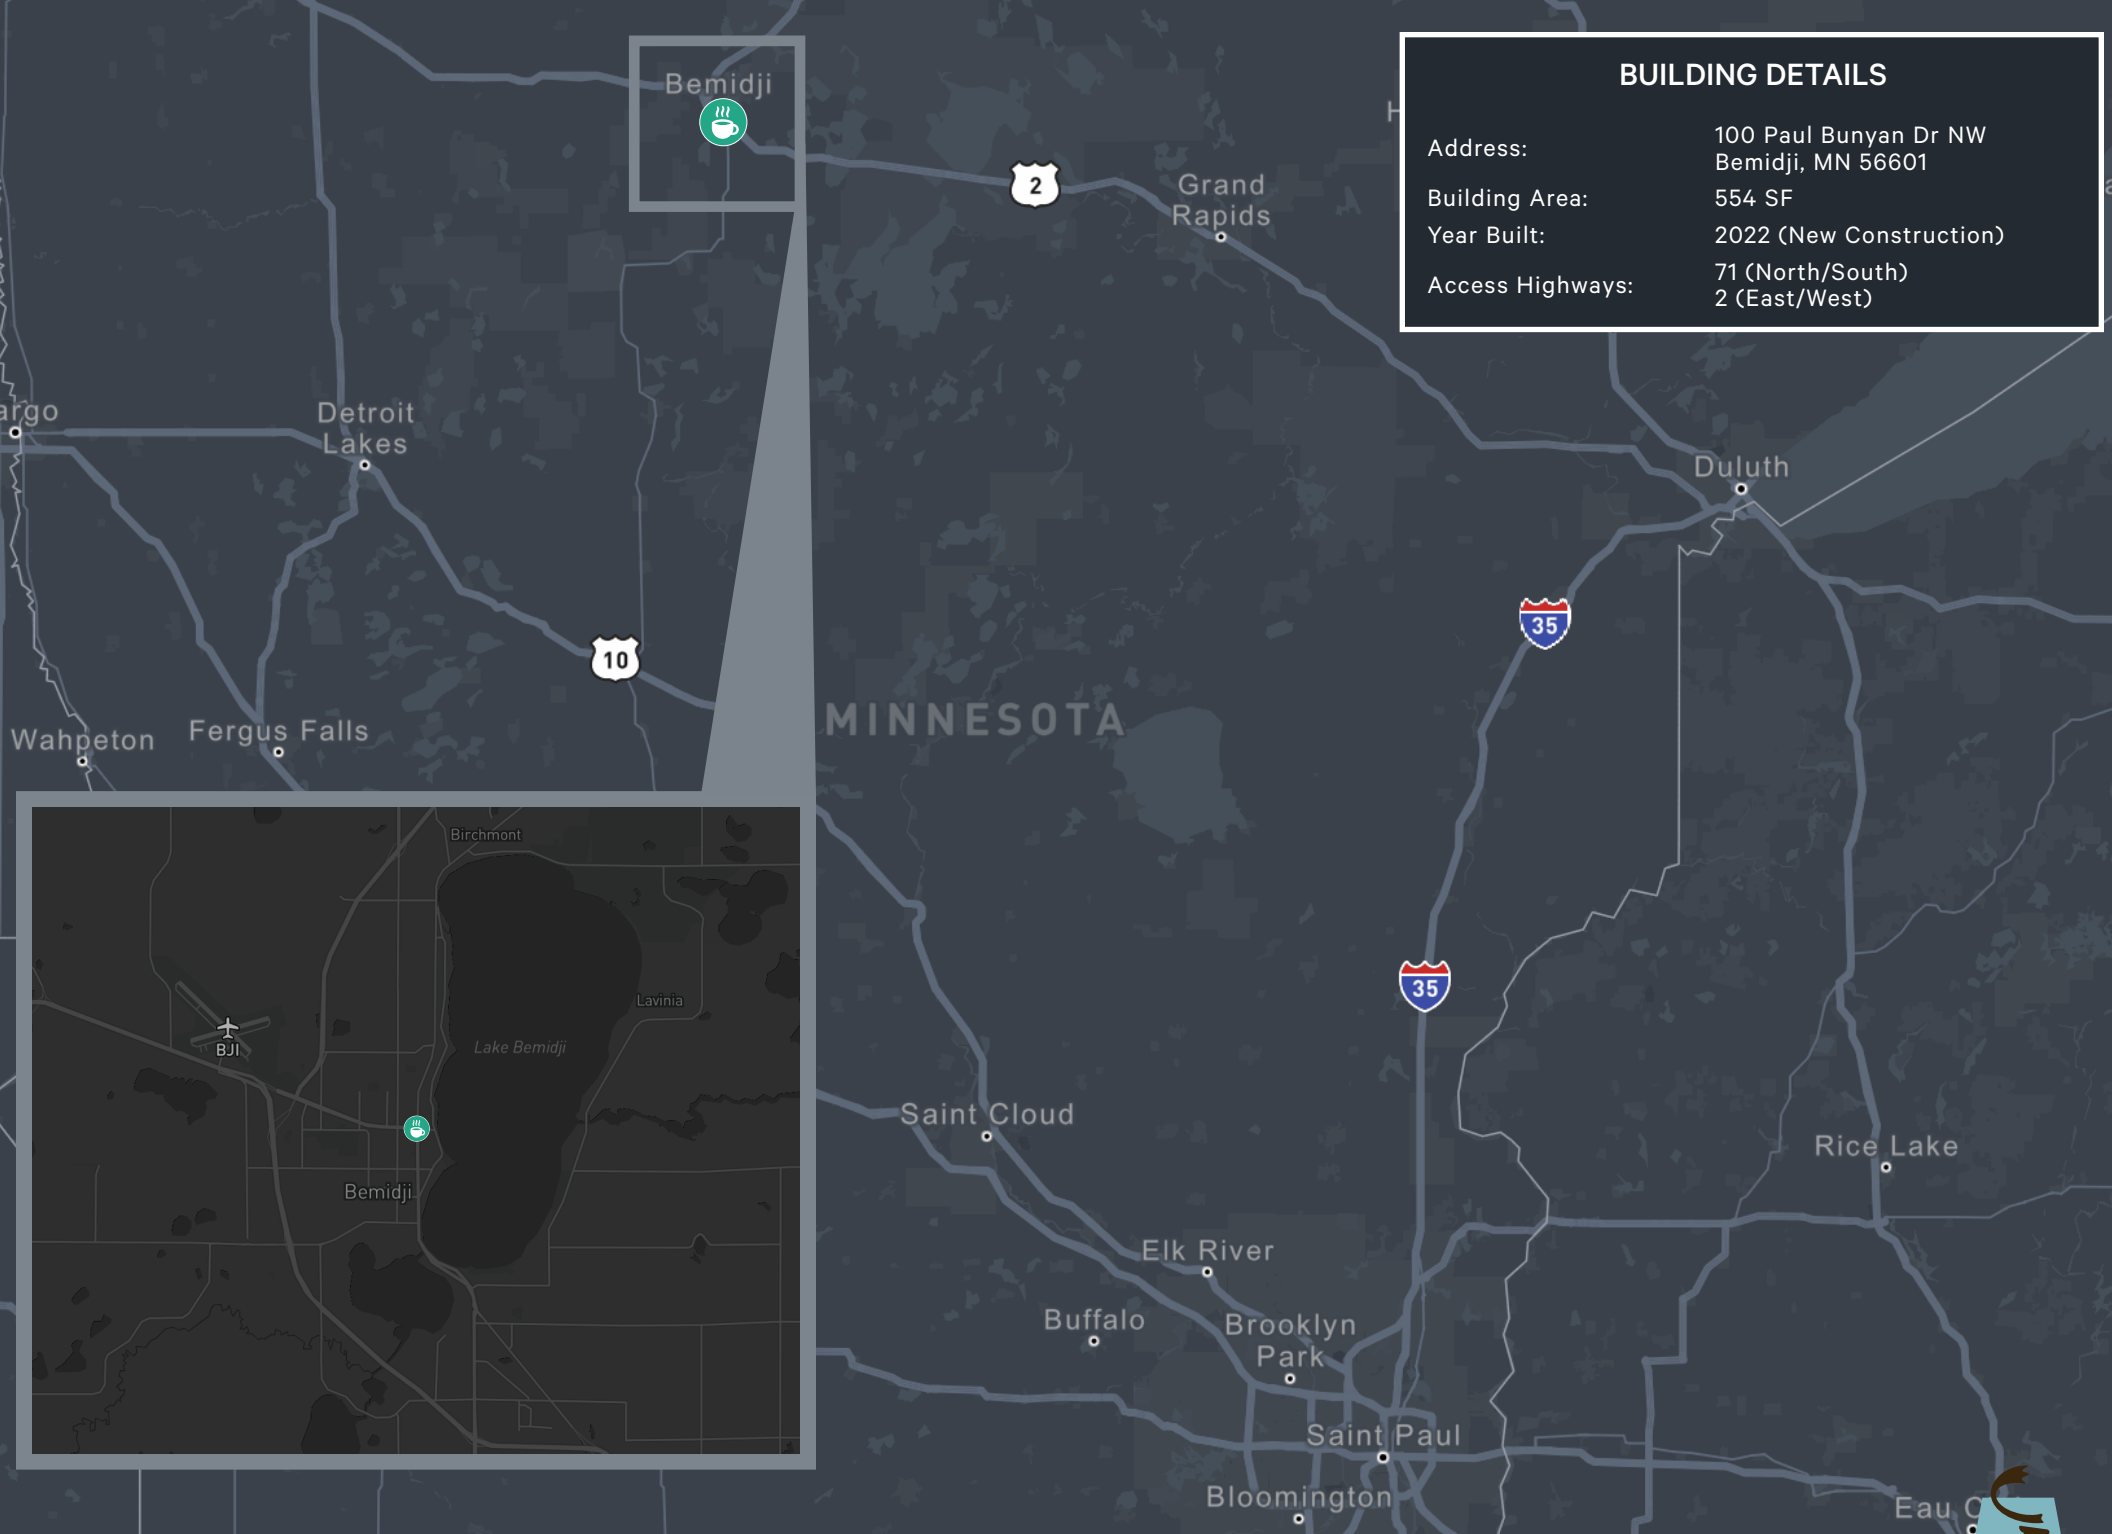 BUILDING DETAILS
Address:
100 Paul Bunyan Dr NW
Bemidji, MN 56601
Building Area:
554 SF
Year Built:
2022 (New Construction)
Access Highways:
71 (North/South)
2 (East/West)
Bemidji
2
Grand
Rapids
H
argo
Detroit
Lakes
Duluth
35
10
MINNESOTA
Wahpeton
Fergus Falls
Birchmont
Lavinia
Lake Bemidji
BJI
Bemidji
35
Saint Cloud
Rice Lake
Elk River
Buffalo
Brooklyn
Park
Saint Paul
Bloomington
Eau C